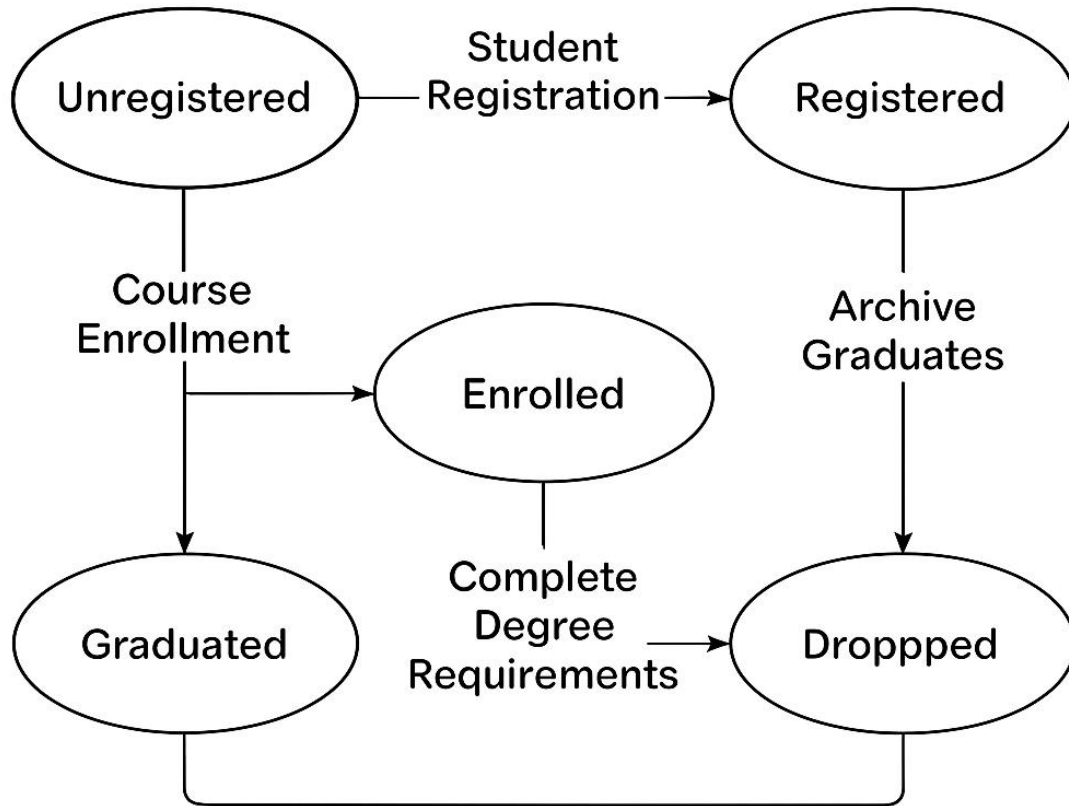 Unregistered
Student
Registration
Registered
Course
Enrollment
Archive
Graduates
Enrolled
Complete
Degree
Requirements
Graduated
Droppped